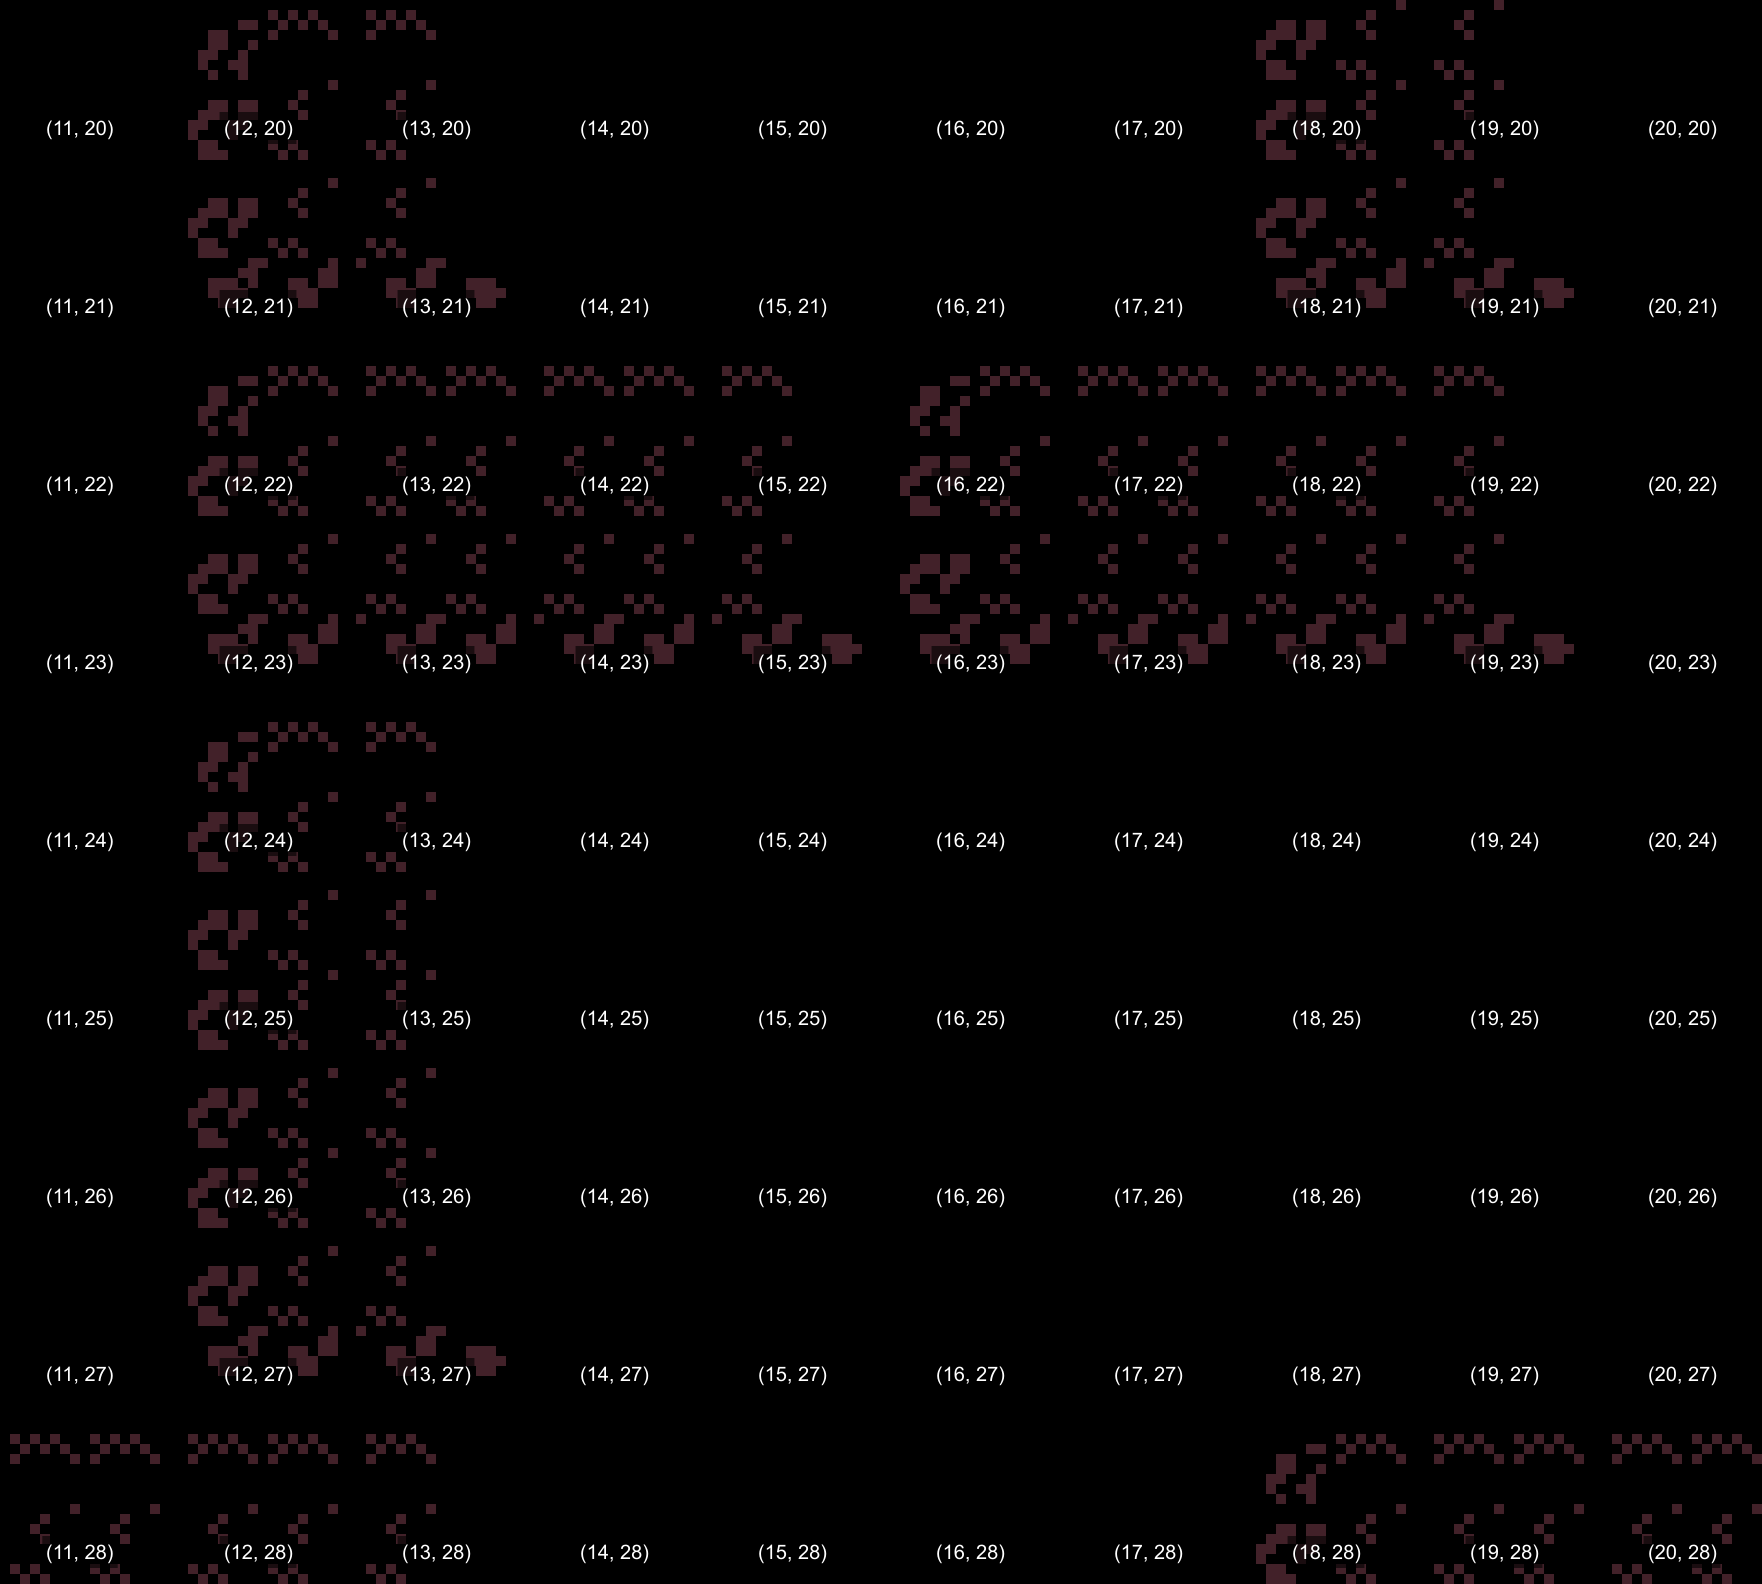 (11, 20) (12, 20) (13, 20) (14, 20) (15, 20) (16, 20) (17, 20) (18, 20) (19, 20) (20, 20)
(11, 21) (12, 21) (13, 21) (14, 21) (15, 21) (16, 21) (17, 21) (18, 21) (19, 21) (20, 21)
(11, 22) (12, 22) (13, 22) (14, 22) (15, 22) (16, 22) (17, 22) (18, 22) (19, 22) (20, 22)
(11, 23) (12, 23) (13, 23) (14, 23) (15, 23) (16, 23) (17, 23) (18, 23) (19, 23) (20, 23)
(11, 24) (12, 24) (13, 24) (14, 24) (15, 24) (16, 24) (17, 24) (18, 24) (19, 24) (20, 24)
(11, 25) (12, 25) (13, 25) (14, 25) (15, 25) (16, 25) (17, 25) (18, 25) (19, 25) (20, 25)
(11, 26) (12, 26) (13, 26) (14, 26) (15, 26) (16, 26) (17, 26) (18, 26) (19, 26) (20, 26)
(11, 27) (12, 27) (13, 27) (14, 27) (15, 27) (16, 27) (17, 27) (18, 27) (19, 27) (20, 27)
(11, 28) (12, 28) (13, 28) (14, 28) (15, 28) (16, 28) (17, 28) (18, 28) (19, 28) (20, 28)